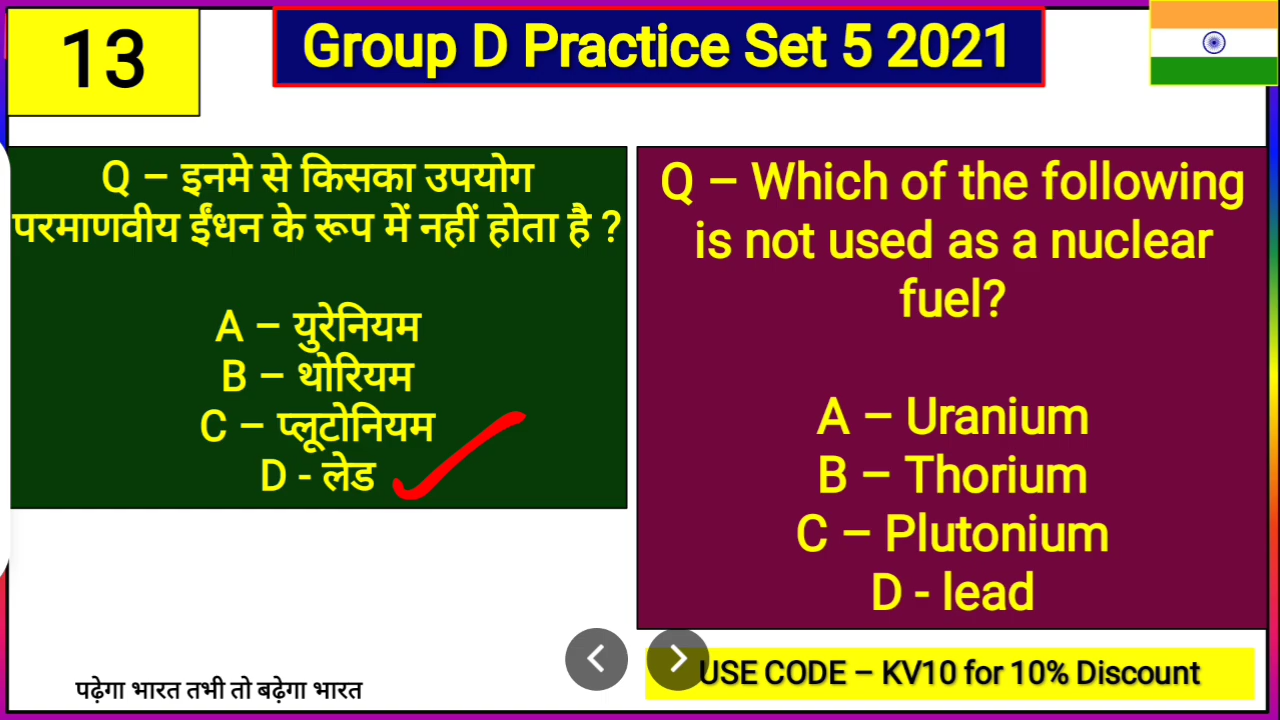 13
Group D Practice Set 5 2021
Q – इनमे से किसका उपयोग
परमाणवीय ईंधन के रूप में नहीं होता है ?
A – युरेनियम
B – थोरियम
C – प्लूटोनियम
D - लेड
Q – Which of the following
is not used as a nuclear
fuel?
A – Uranium
B – Thorium
C – Plutonium
D - lead
पढ़ेगा भारत तभी तो बढ़ेगा भारत
USE CODE – KV10 for 10% Discount